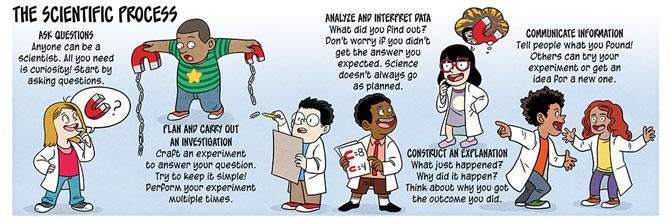 THE SCIENTIFIC PROCESS
ASK QUESTIONS
Anyone can be a
scientist. All you need
is curiosity! Start by
asking questions.
?
PLAN AND CARRY OUT
AN INVESTIGATION
Craft an experiment
to answer your question.
Try to keep it simple!
Perform your experiment
multiple times.
ANALYZE AND INTERPRET DATA
What did you find out?
Don't worry if you didn't
get the answer you
expected. Science
doesn't always go
as planned.
CONSTRUCT AN EXPLANATION
What just happened?
Why did it happen?
Think about why you got
the outcome you did.
COMMUNICATE INFORMATION
Tell people what you found!
Others can try your
experiment or get an
idea for a new one.